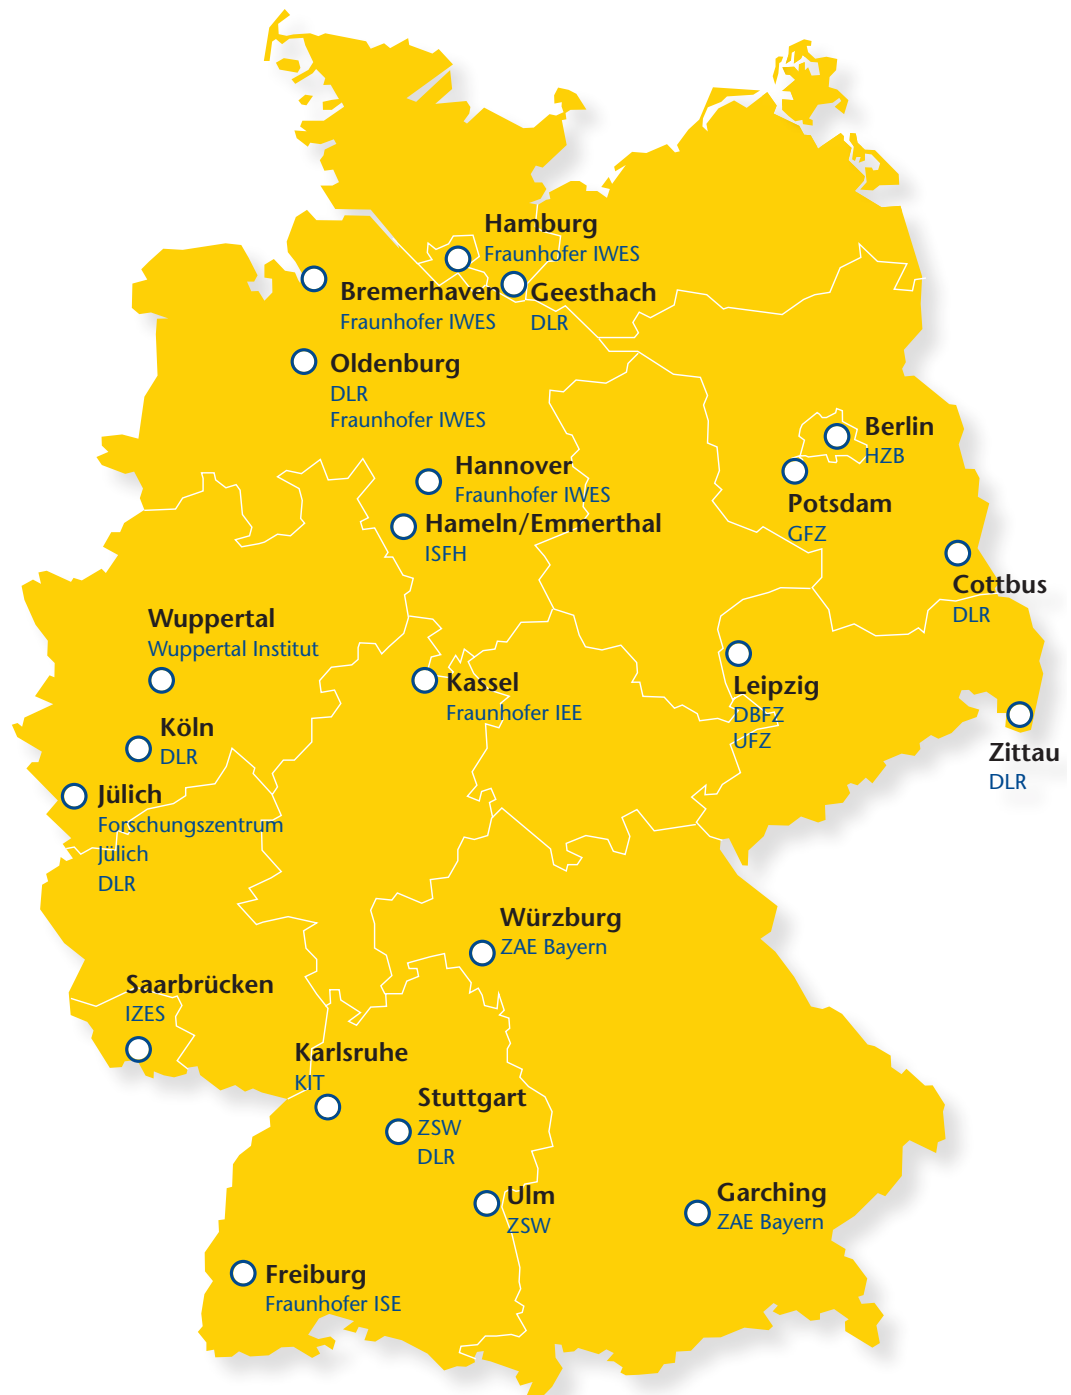 Hamburg
Fraunhofer IWES
Bremerhaven
Fraunhofer IWES
Geesthach
DLR
Oldenburg
DLR
Fraunhofer IWES
Berlin
HZB
Hannover
Fraunhofer IWES
Potsdam
GFZ
Hameln/Emmerthal
ISFH
Cottbus
DLR
Wuppertal
Wuppertal Institut
Kassel
Fraunhofer IEE
Leipzig
DBFZ
UFZ
Köln
DLR
Zittau
DLR
Jülich
Forschungszentrum
Jülich
DLR
Würzburg
ZAE Bayern
Saarbrücken
IZES
Karlsruhe
KIT
Stuttgart
ZSW
DLR
Ulm
ZSW
Garching
ZAE Bayern
Freiburg
Fraunhofer ISE